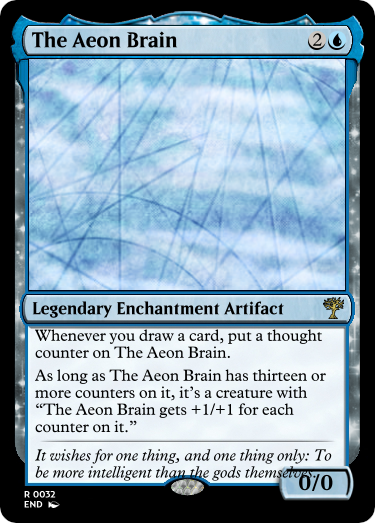 The Aeon Brain 2
Legendary Enchantment Artifact
Whenever you draw a card, put a thought
counter on The Aeon Brain.
As long as The Aeon Brain has thirteen or
more counters on it, it's a creature with
“The Aeon Brain gets +1/+1 for each
counter on it.”
It wishes for one thing, and one thing only: To
be more intelligent than the gods themselves.
0/0
R 0032
END